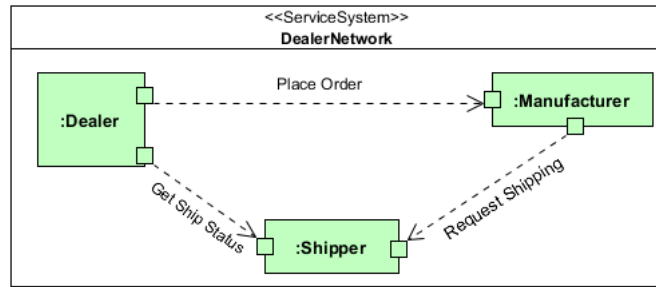 <<ServiceSystem>>
DealerNetwork
Place Order
:Dealer
:Manufacturer
Get Ship Status
Request Shipping
:Shipper